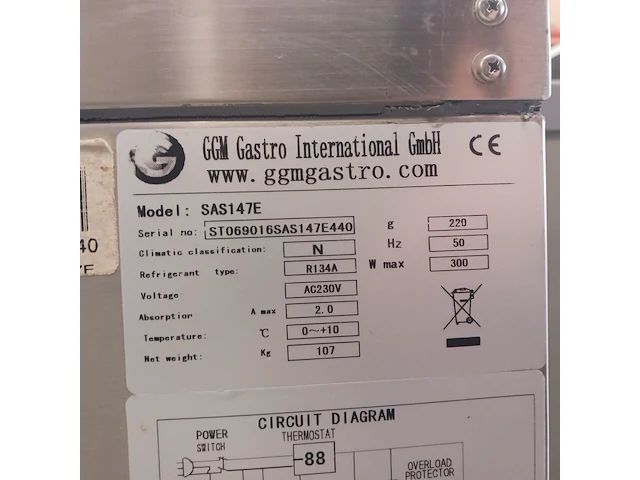 GGM Gastro International GmbH
www.ggmgastro.com
CE
Model: SAS147E
Serial no: ST069016SAS147E440
g 220
Climatic classification: N
Hz 50
Refrigerant type: R134A
W max 300
Voltage AC230V
Absorption A max 2.0
Temperature: ℃ 0～+10
Net weight: Kg 107
CIRCUIT DIAGRAM
POWER
SWITCH
THERMOSTAT
88
OVERLOAD
PROTECTOR
40
7E